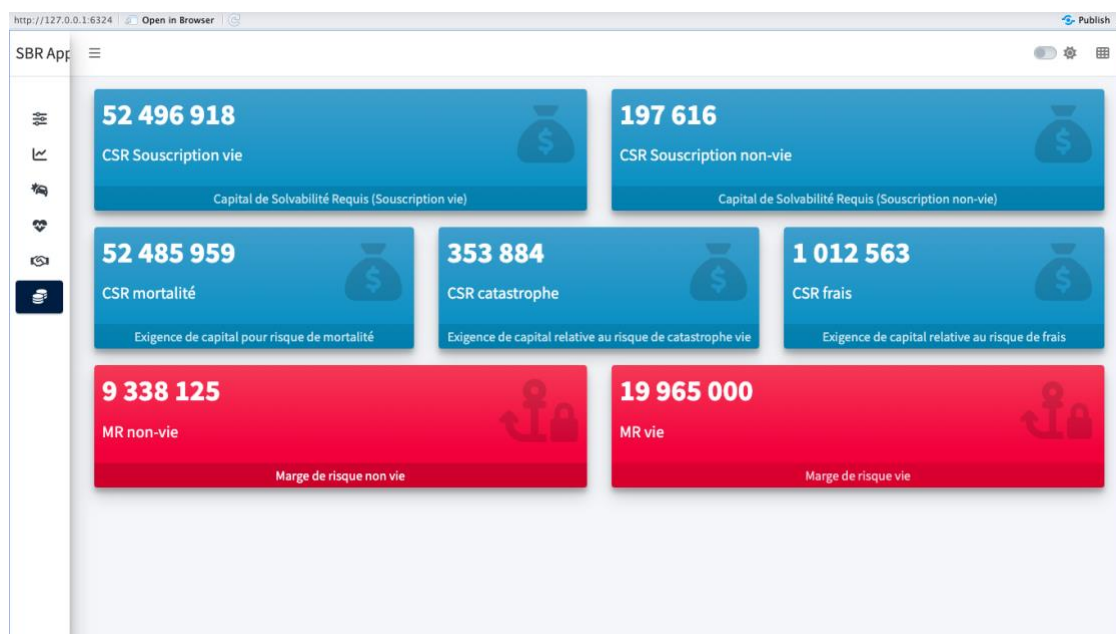 http://127.0.0.1:6324 Open in Browser Publish
SBR App
52 496 918
CSR Souscription vie
Capital de Solvabilité Requis (Souscription vie)
197 616
CSR Souscription non-vie
Capital de Solvabilité Requis (Souscription non-vie)
52 485 959
CSR mortalité
Exigence de capital pour risque de mortalité
353 884
CSR catastrophe
Exigence de capital relative au risque de catastrophe vie
1 012 563
CSR frais
Exigence de capital relative au risque de frais
9 338 125
MR non-vie
Marge de risque non vie
19 965 000
MR vie
Marge de risque vie